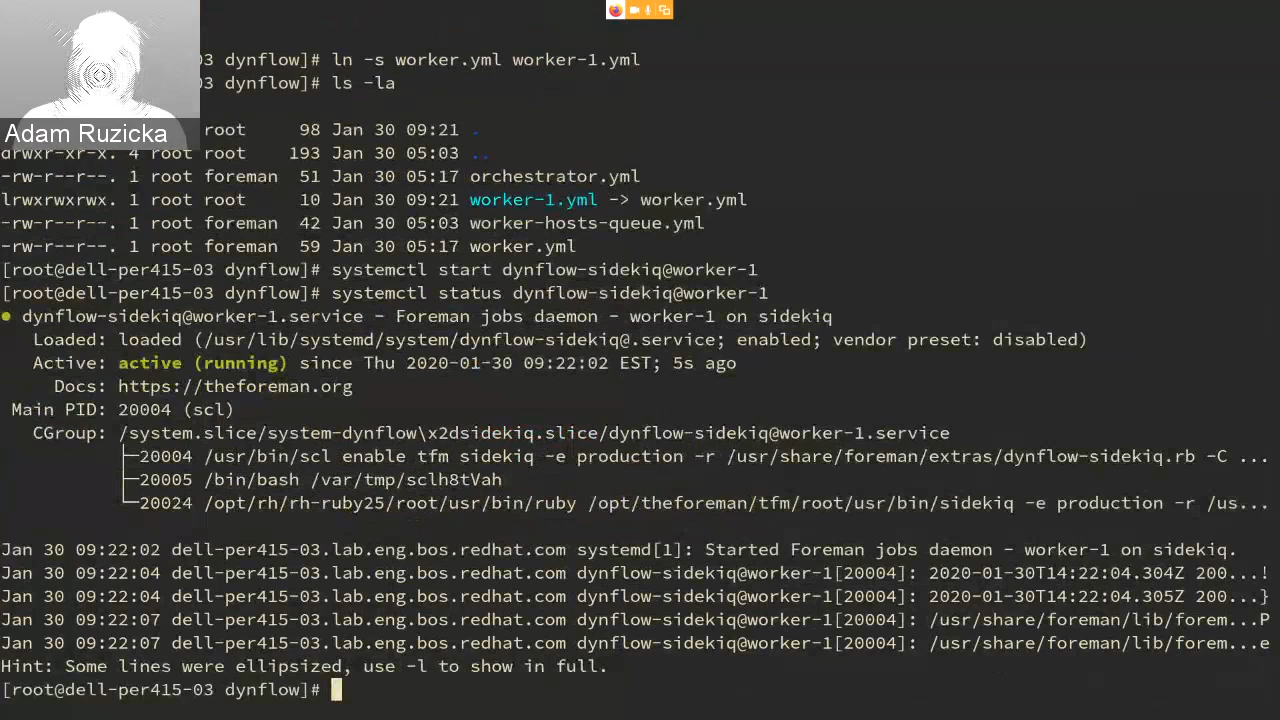 3 dynflow]# ln -s worker.yml worker-1.yml
3 dynflow]# ls -la
Adam Ruzicka
root 98 Jan 30 09:21 .
drwxr-xr-x. 4 root root 193 Jan 30 05:03 ..
-rw-r--r--. 1 root foreman 51 Jan 30 05:17 orchestrator.yml
lrwxrwxrwx. 1 root root 10 Jan 30 09:21 worker-1.yml -> worker.yml
-rw-r--r--. 1 root foreman 42 Jan 30 05:03 worker-hosts-queue.yml
-rw-r--r--. 1 root foreman 59 Jan 30 05:17 worker.yml
[root@dell-per415-03 dynflow]# systemctl start dynflow-sidekiq@worker-1
[root@dell-per415-03 dynflow]# systemctl status dynflow-sidekiq@worker-1
● dynflow-sidekiq@worker-1.service - Foreman jobs daemon - worker-1 on sidekiq
Loaded: loaded (/usr/lib/systemd/system/dynflow-sidekiq@.service; enabled; vendor preset: disabled)
Active: active (running) since Thu 2020-01-30 09:22:02 EST; 5s ago
Docs: https://theforeman.org
Main PID: 20004 (scl)
CGroup: /system.slice/system-dynflow\x2dsidekiq.slice/dynflow-sidekiq@worker-1.service
├─20004 /usr/bin/scl enable tfm sidekiq -e production -r /usr/share/foreman/extras/dynflow-sidekiq.rb -C ...
├─20005 /bin/bash /var/tmp/sclh8tVah
└─20024 /opt/rh/rh-ruby25/root/usr/bin/ruby /opt/theforeman/tfm/root/usr/bin/sidekiq -e production -r /us...
Jan 30 09:22:02 dell-per415-03.lab.eng.bos.redhat.com systemd[1]: Started Foreman jobs daemon - worker-1 on sidekiq.
Jan 30 09:22:04 dell-per415-03.lab.eng.bos.redhat.com dynflow-sidekiq@worker-1[20004]: 2020-01-30T14:22:04.304Z 200...!
Jan 30 09:22:04 dell-per415-03.lab.eng.bos.redhat.com dynflow-sidekiq@worker-1[20004]: 2020-01-30T14:22:04.305Z 200...}
Jan 30 09:22:07 dell-per415-03.lab.eng.bos.redhat.com dynflow-sidekiq@worker-1[20004]: /usr/share/foreman/lib/forem...P
Jan 30 09:22:07 dell-per415-03.lab.eng.bos.redhat.com dynflow-sidekiq@worker-1[20004]: /usr/share/foreman/lib/forem...e
Hint: Some lines were ellipsized, use -l to show in full.
[root@dell-per415-03 dynflow]#